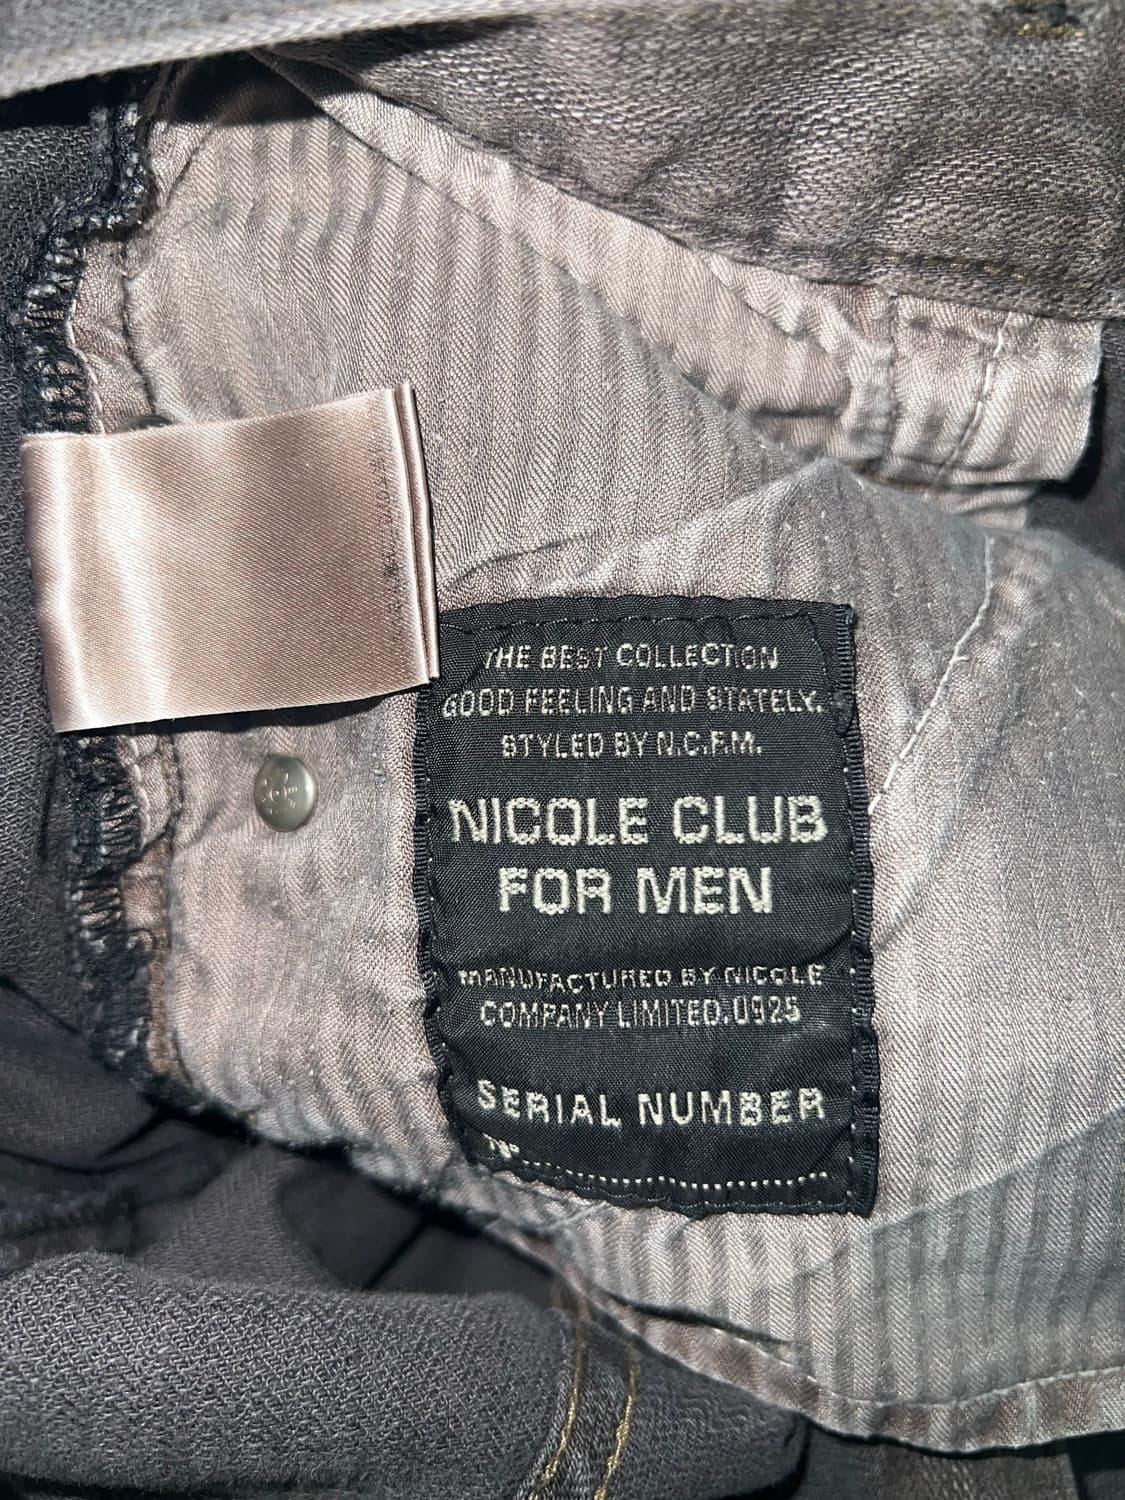 THE BEST COLLECTION
GOOD FEELING AND STATELY.
STYLED BY N.C.F.M.
NICOLE CLUB
FOR MEN
MANUFACTURED BY NICOLE
COMPANY LIMITED.0925
SERIAL NUMBER